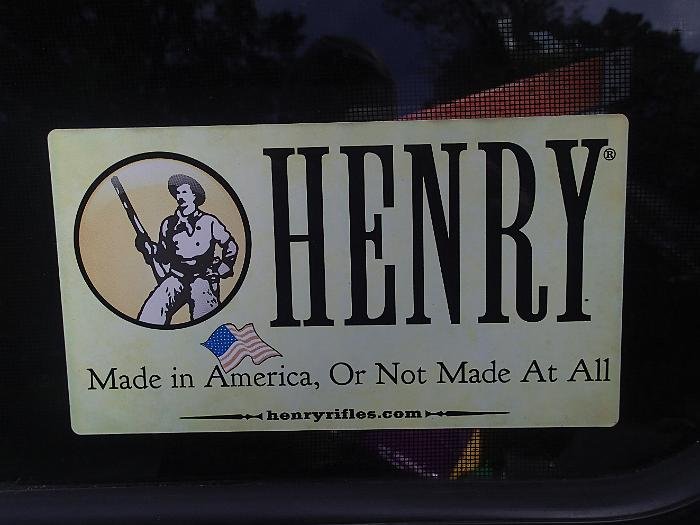 HENRY®
Made in America, Or Not Made At All
henryrifles.com